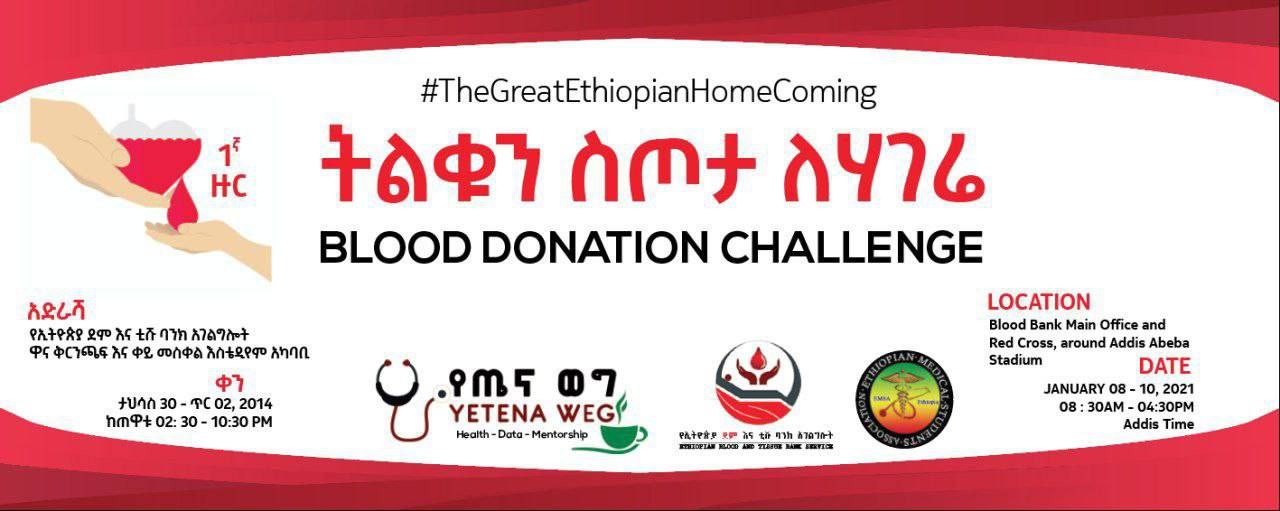 #TheGreatEthiopianHomeComing
1ኛ
ዙር
ትልቁን ስጦታ ለሃገሬ
BLOOD DONATION CHALLENGE
አድራሻ
የኢትዮጵያ ደም እና ቲሹ ባንክ አገልግሎት
ዋና ቅርንጫፍ እና ቀይ መስቀል እስቴዲየም አካባቢ
ቀን
ታህሳስ 30 - ጥር 02, 2014
ከጠዋቱ 02: 30 - 10:30 PM
የጤና ወግ
YETENA WEG
Health - Data - Mentorship
የኢትዮጵያ ደም እና ቲሹ ባንክ አገልግሎት
ETHIOPIAN BLOOD AND TISSUE BANK SERVICE
ETHIOPIAN MEDICAL STUDENTS ASSOCIATION
EMSA
Ethiopia
LOCATION
Blood Bank Main Office and
Red Cross, around Addis Abeba
Stadium
DATE
JANUARY 08 - 10, 2021
08 : 30AM - 04:30PM
Addis Time